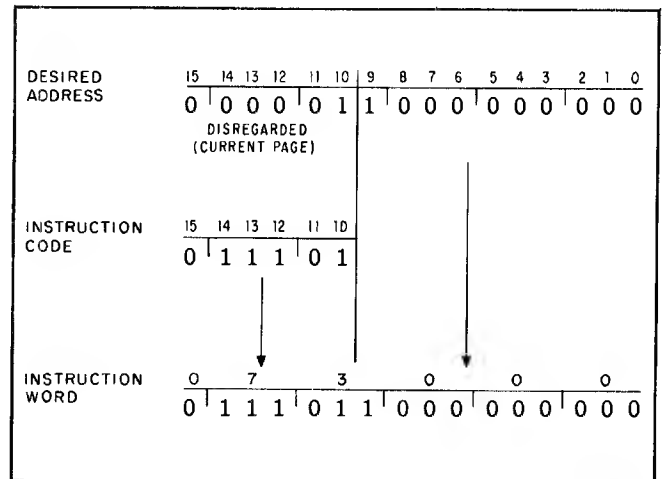 DESIRED ADDRESS
15 14 13 12 11 10 9 8 7 6 5 4 3 2 1 0
0 0 0 0 0 1 1 0 0 0 0 0 0 0 0 0
DISREGARDED
(CURRENT PAGE)
INSTRUCTION CODE
15 14 13 12 11 10
0 1 1 1 0 1
INSTRUCTION WORD
0 7 3 0 0 0
0 1 1 1 0 1 1 0 0 0 0 0 0 0 0 0